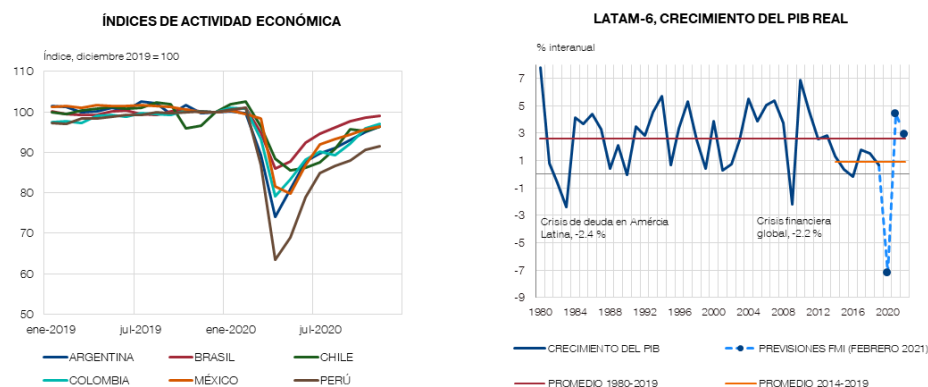 ÍNDICES DE ACTIVIDAD ECONÓMICA
Índice, diciembre 2019 = 100
110
100
90
80
70
60
50
ene-2019
jul-2019
ene-2020
jul-2020
ARGENTINA
BRASIL
CHILE
COLOMBIA
MÉXICO
PERÚ
LATAM-6, CRECIMIENTO DEL PIB REAL
% interanual
7
5
3
1
-1
-3
-5
-7
-9
Crisis de deuda en Amércia
Latina, -2.4 %
Crisis financiera
global, -2.2 %
1980
1984
1988
1992
1996
2000
2004
2008
2012
2016
2020
CRECIMIENTO DEL PIB
PREVISIONES FMI (FEBRERO 2021)
PROMEDIO 1980-2019
PROMEDIO 2014-2019